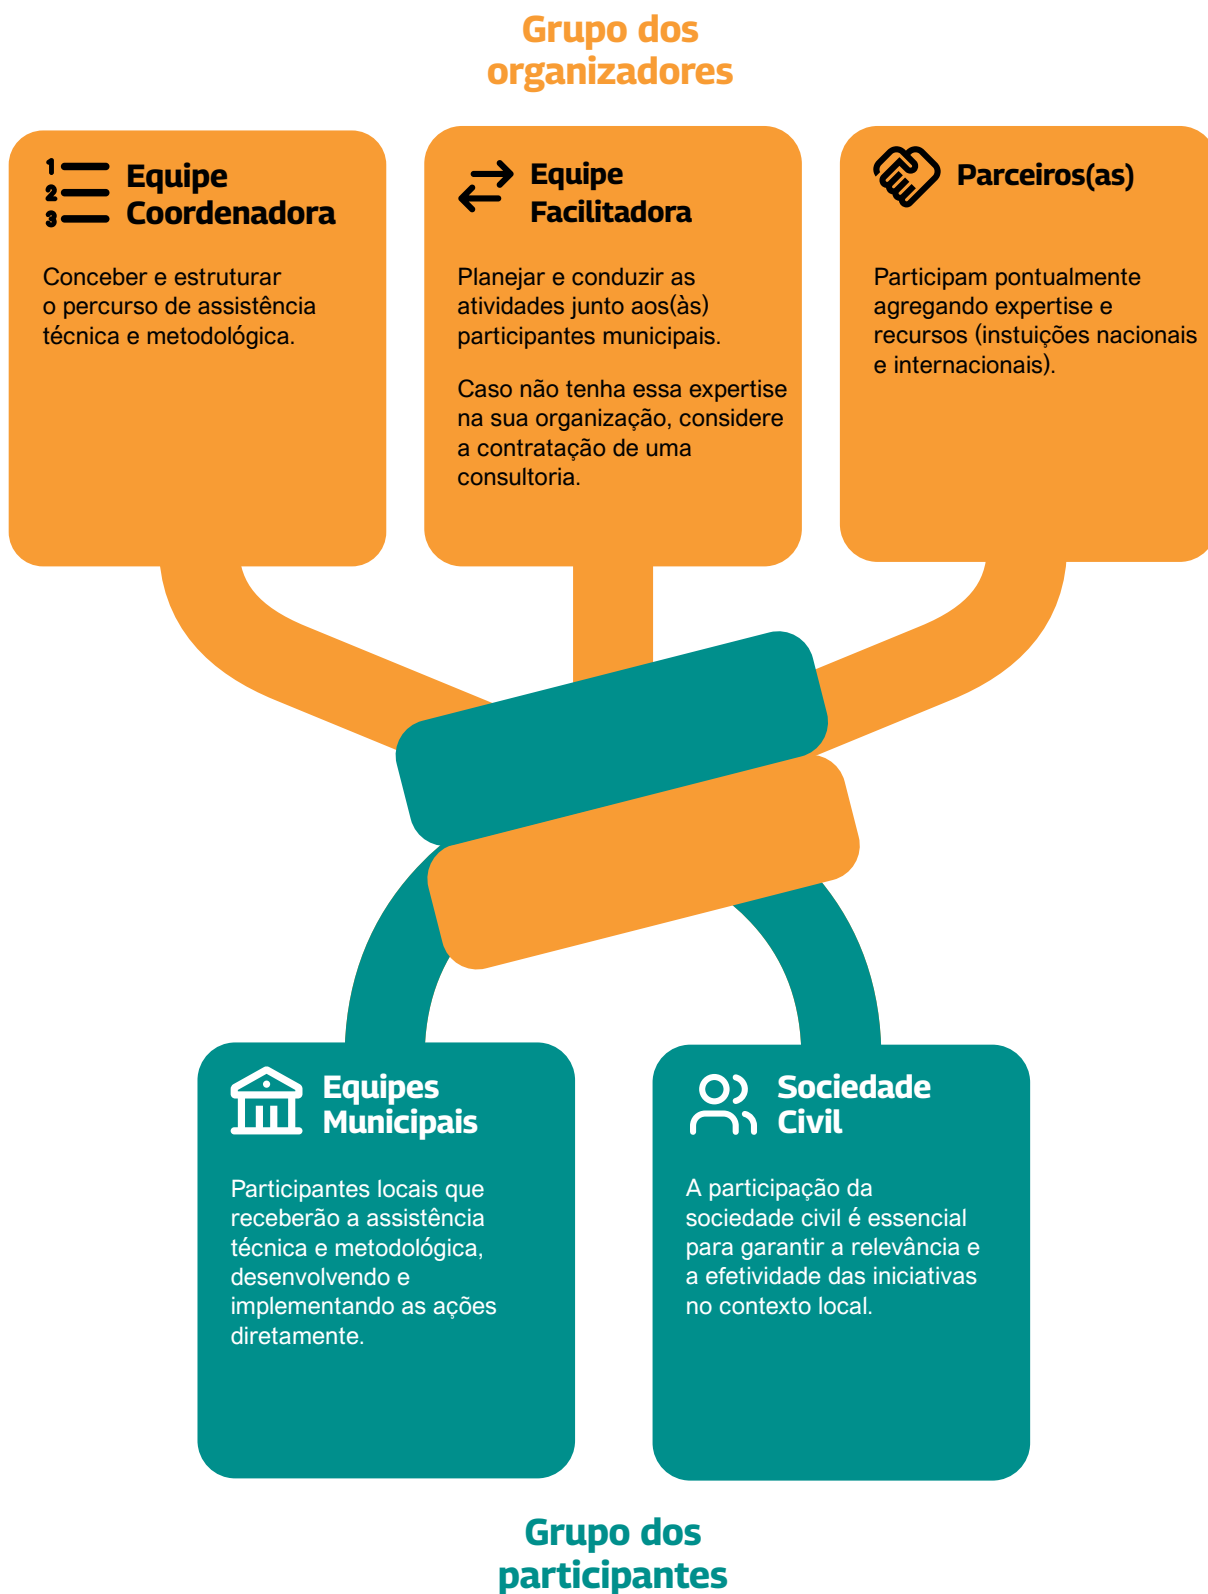 Grupo dos
organizadores
1
2
3
Equipe
Coordenadora
Conceber e estruturar
o percurso de assistência
técnica e metodológica.
Equipe
Facilitadora
Planejar e conduzir as
atividades junto aos(às)
participantes municipais.
Caso não tenha essa expertise
na sua organização, considere
a contratação de uma
consultoria.
Parceiros(as)
Participam pontualmente
agregando expertise e
recursos (instuições nacionais
e internacionais).
Equipes
Municipais
Participantes locais que
receberão a assistência
técnica e metodológica,
desenvolvendo e
implementando as ações
diretamente.
Sociedade
Civil
A participação da
sociedade civil é essencial
para garantir a relevância e
a efetividade das iniciativas
no contexto local.
Grupo dos
participantes